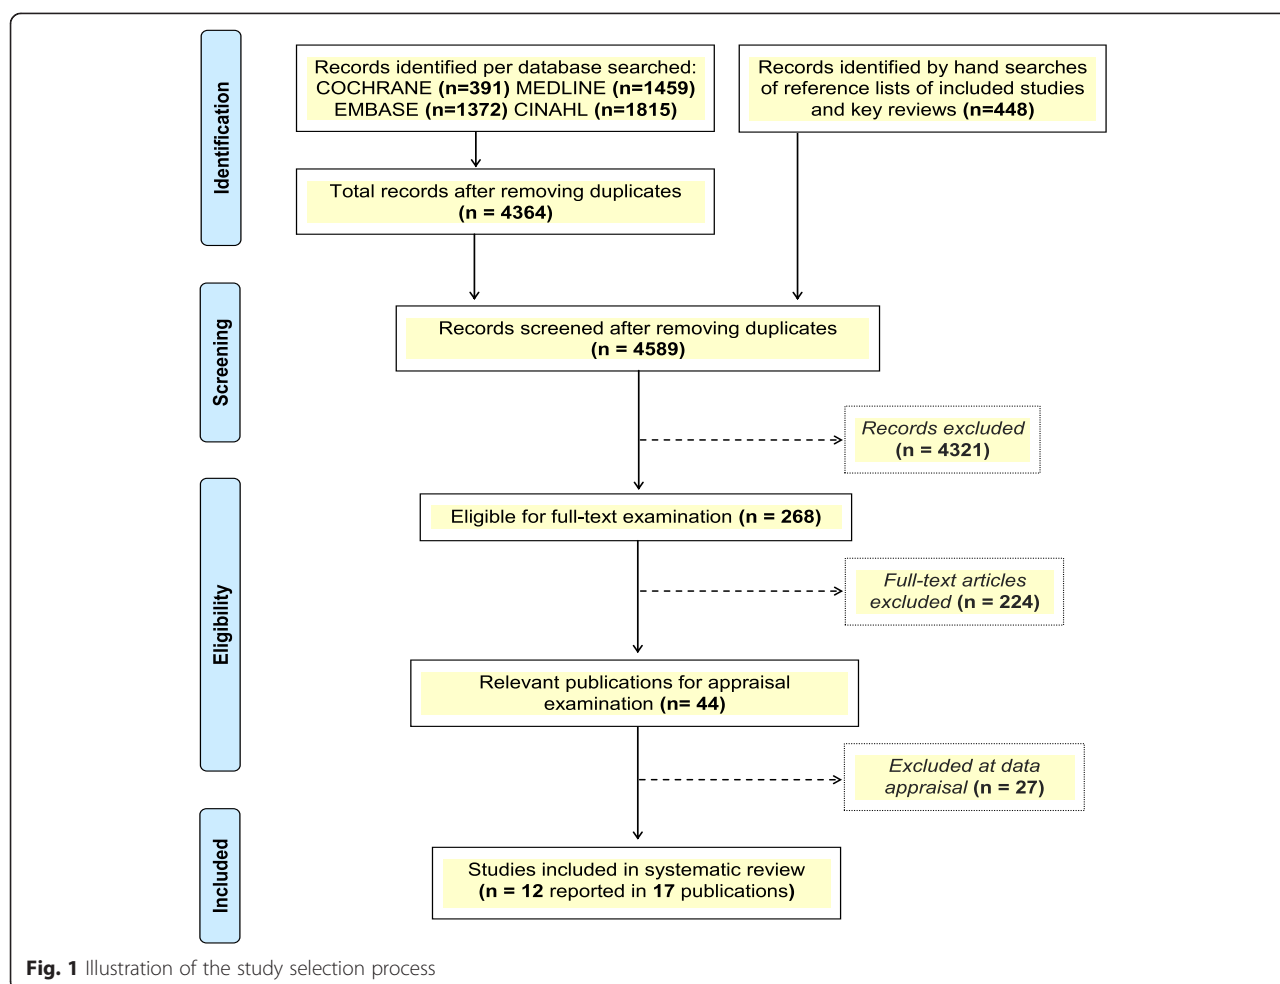 Identification
Records identified per database searched:
COCHRANE (n=391) MEDLINE (n=1459)
EMBASE (n=1372) CINAHL (n=1815)
Records identified by hand searches
of reference lists of included studies
and key reviews (n=448)
Total records after removing duplicates
(n = 4364)
Screening
Records screened after removing duplicates
(n = 4589)
Records excluded
(n = 4321)
Eligibility
Eligible for full-text examination (n = 268)
Full-text articles
excluded (n = 224)
Relevant publications for appraisal
examination (n= 44)
Excluded at data
appraisal (n = 27)
Included
Studies included in systematic review
(n = 12 reported in 17 publications)
Fig. 1 Illustration of the study selection process